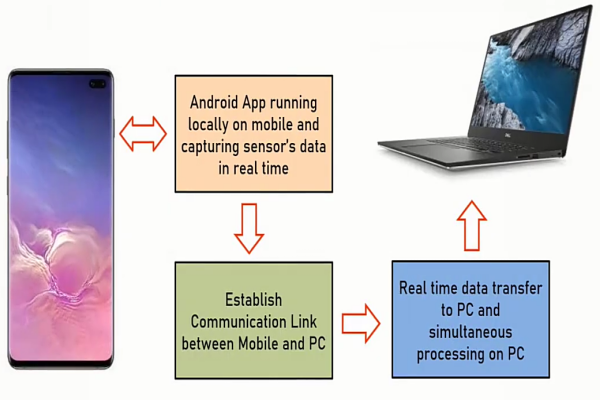 Android App running
locally on mobile and
capturing sensor's data
in real time
Establish
Communication Link
between Mobile and PC
Real time data transfer
to PC and
simultaneous
processing on PC